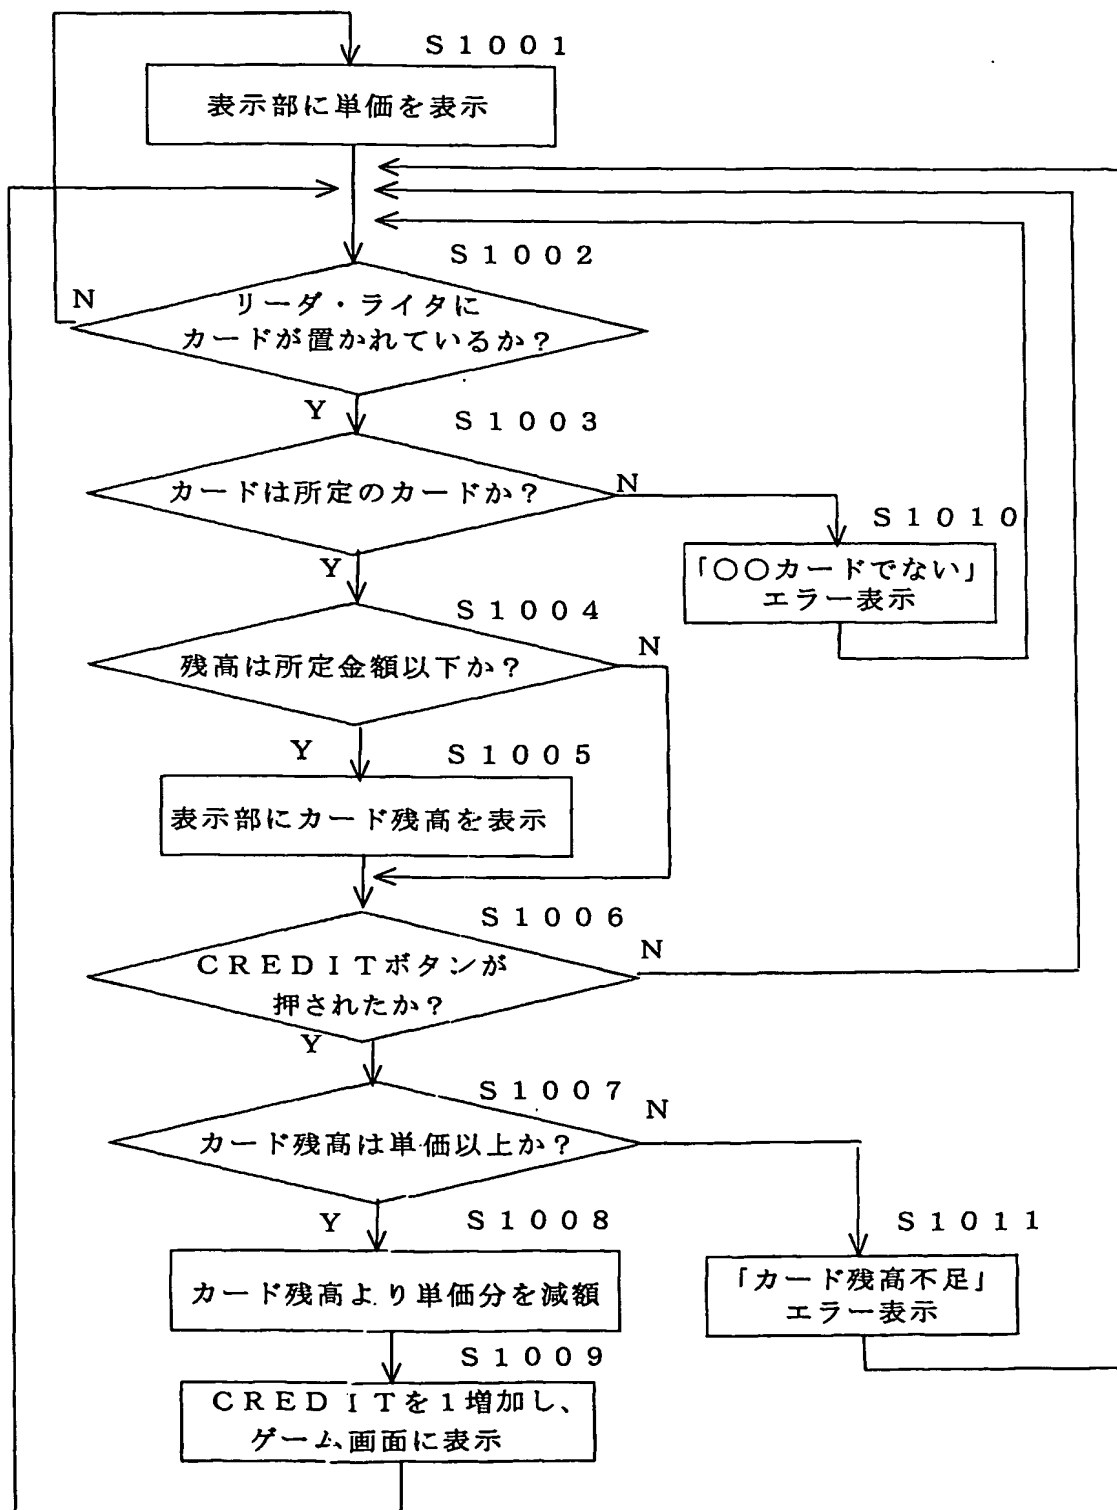 S1001
表示部に単価を表示
S1002
N
リーダ・ライタに
カードが置かれているか?
Y
S1003
カードは所定のカードか?
N
S1010
「○○カードでない」
エラー表示
Y
S1004
残高は所定金額以下か?
N
Y
S1005
表示部にカード残高を表示
S1006
CREDITボタンが
押されたか?
N
Y
S1007
カード残高は単価以上か?
N
Y
S1008
カード残高より単価分を減額
S1011
「カード残高不足」
エラー表示
S1009
CREDITを1増加し、
ゲーム画面に表示